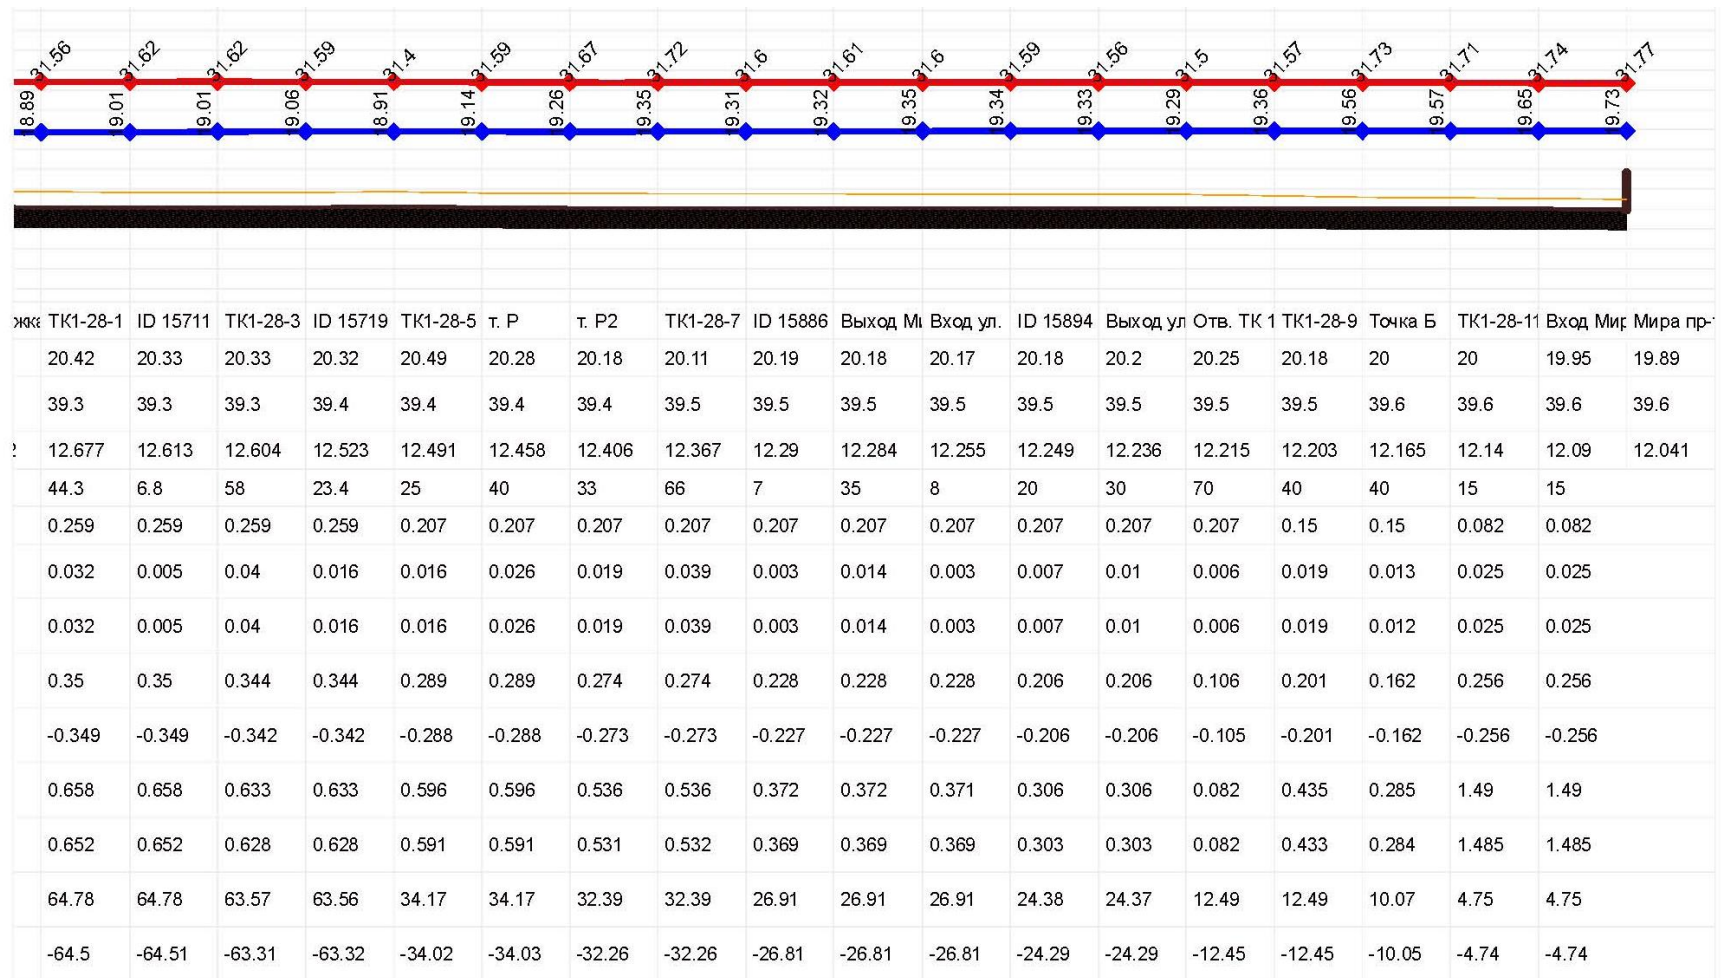 31.56 31.62 31.62 31.59 31.4 31.59 31.67 31.72 31.6 31.61 31.6 31.59 31.56 31.5 31.57 31.73 31.71 31.74 31.77
18.89 19.01 19.01 19.06 18.91 19.14 19.26 19.35 19.31 19.32 19.35 19.34 19.33 19.29 19.36 19.56 19.57 19.65 19.73
жка ТК1-28-1 ID 15711 ТК1-28-3 ID 15719 ТК1-28-5 т. Р т. Р2 ТК1-28-7 ID 15886 Выход Ми Вход ул. ID 15894 Выход ул Отв. ТК 1 ТК1-28-9 Точка Б ТК1-28-11 Вход Мир Мира пр-
20.42 20.33 20.33 20.32 20.49 20.28 20.18 20.11 20.19 20.18 20.17 20.18 20.2 20.25 20.18 20 20 19.95 19.89
39.3 39.3 39.3 39.4 39.4 39.4 39.4 39.5 39.5 39.5 39.5 39.5 39.5 39.5 39.5 39.6 39.6 39.6 39.6
2 12.677 12.613 12.604 12.523 12.491 12.458 12.406 12.367 12.29 12.284 12.255 12.249 12.236 12.215 12.203 12.165 12.14 12.09 12.041
44.3 6.8 58 23.4 25 40 33 66 7 35 8 20 30 70 40 40 15 15
0.259 0.259 0.259 0.259 0.207 0.207 0.207 0.207 0.207 0.207 0.207 0.207 0.207 0.207 0.15 0.15 0.082 0.082
0.032 0.005 0.04 0.016 0.016 0.026 0.019 0.039 0.003 0.014 0.003 0.007 0.01 0.006 0.019 0.013 0.025 0.025
0.032 0.005 0.04 0.016 0.016 0.026 0.019 0.039 0.003 0.014 0.003 0.007 0.01 0.006 0.019 0.012 0.025 0.025
0.35 0.35 0.344 0.344 0.289 0.289 0.274 0.274 0.228 0.228 0.228 0.206 0.206 0.106 0.201 0.162 0.256 0.256
-0.349 -0.349 -0.342 -0.342 -0.288 -0.288 -0.273 -0.273 -0.227 -0.227 -0.227 -0.206 -0.206 -0.105 -0.201 -0.162 -0.256 -0.256
0.658 0.658 0.633 0.633 0.596 0.596 0.536 0.536 0.372 0.372 0.371 0.306 0.306 0.082 0.435 0.285 1.49 1.49
0.652 0.652 0.628 0.628 0.591 0.591 0.531 0.532 0.369 0.369 0.369 0.303 0.303 0.082 0.433 0.284 1.485 1.485
64.78 64.78 63.57 63.56 34.17 34.17 32.39 32.39 26.91 26.91 26.91 24.38 24.37 12.49 12.49 10.07 4.75 4.75
-64.5 -64.51 -63.31 -63.32 -34.02 -34.03 -32.26 -32.26 -26.81 -26.81 -26.81 -24.29 -24.29 -12.45 -12.45 -10.05 -4.74 -4.74